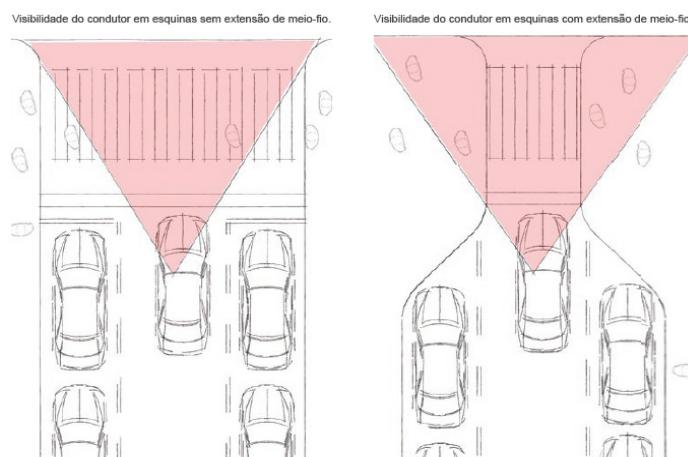 Visibilidade do condutor em esquinas sem extensão de meio-fio.
Visibilidade do condutor em esquinas com extensão de meio-fio